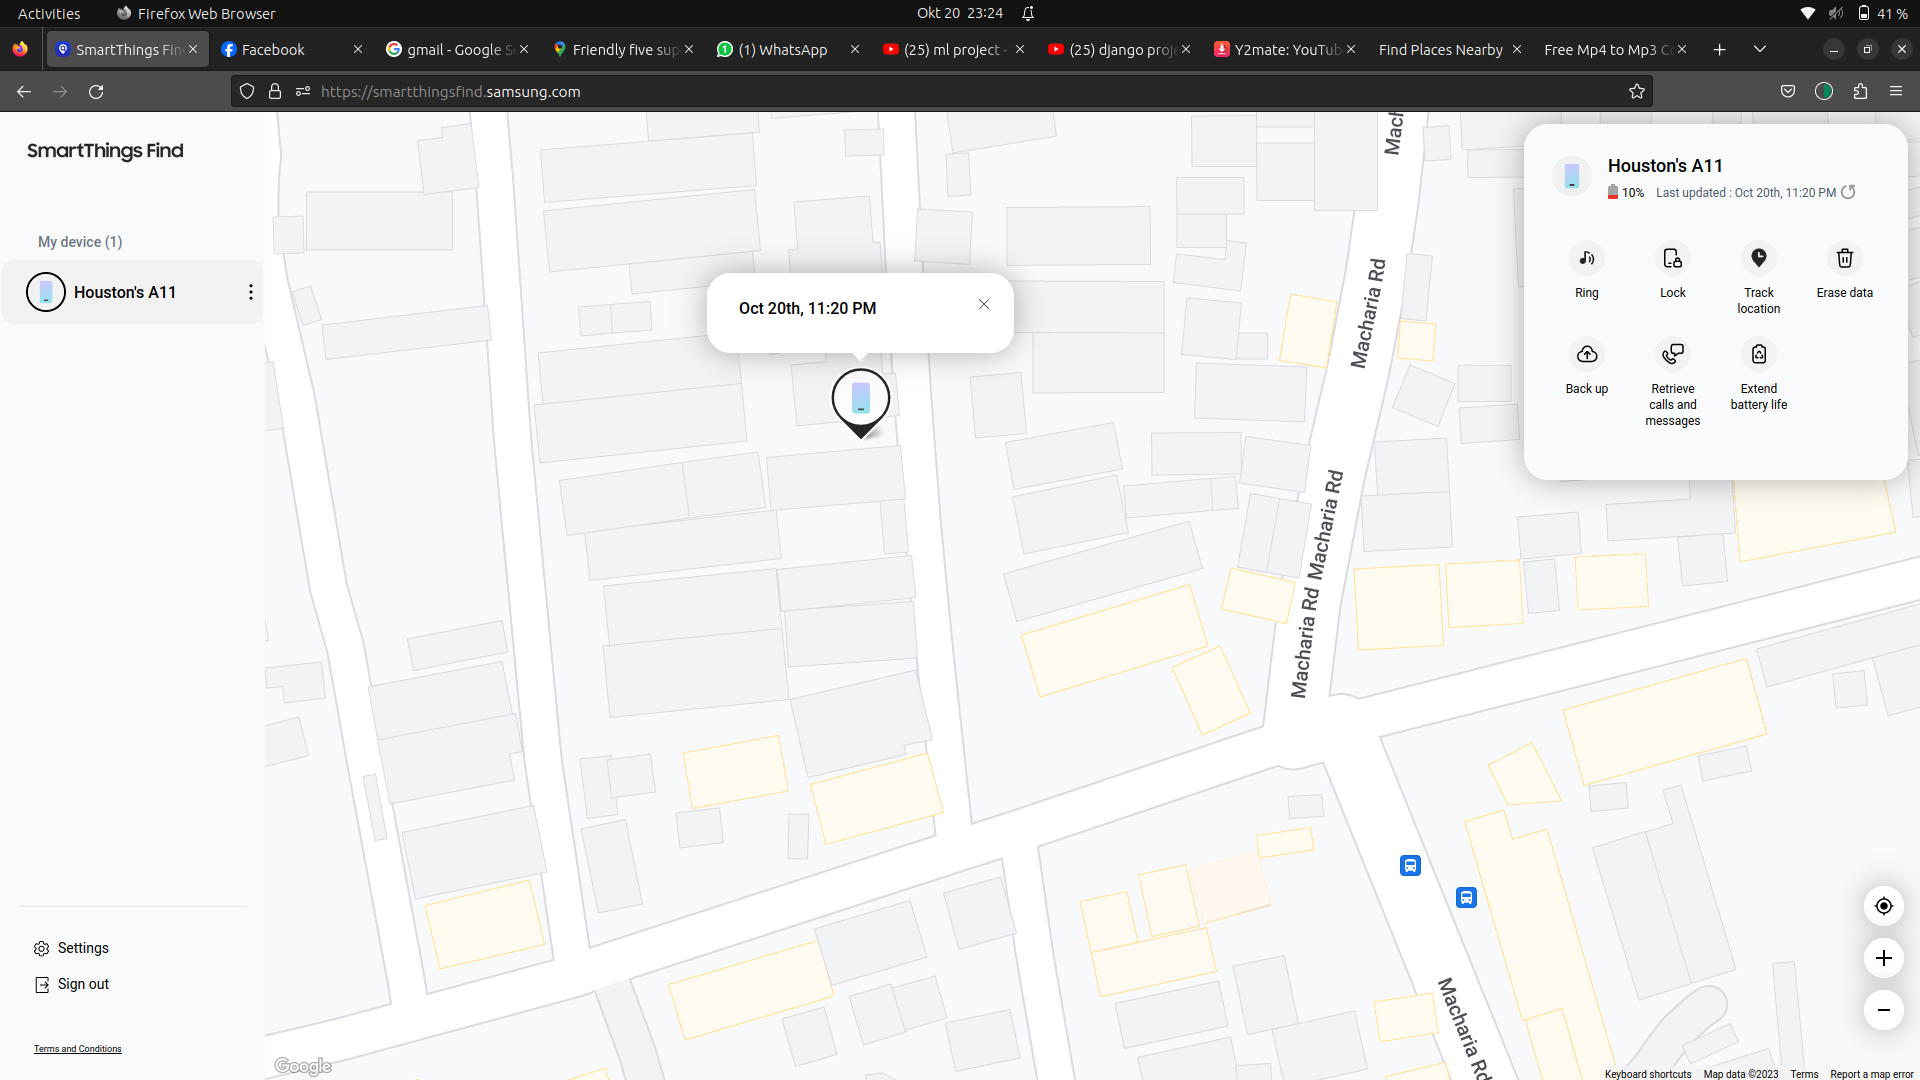 Activities
Firefox Web Browser
Okt 20 23:24
41 %
SmartThings Fin
Facebook
gmail - Google Se
Friendly five sup
(1) WhatsApp
(25) ml project -
(25) django proje
Y2mate: YouTub
Find Places Nearby
Free Mp4 to Mp3 Co
https://smartthingsfind.samsung.com
SmartThings Find
My device (1)
Houston's A11
Settings
Sign out
Terms and Conditions
Oct 20th, 11:20 PM
Houston's A11
10% Last updated : Oct 20th, 11:20 PM
Ring
Lock
Track
location
Erase data
Back up
Retrieve
calls and
messages
Extend
battery life
Mach
Macharia Rd
Macharia Rd
Macharia Rd
Macharia Rd
Google
Keyboard shortcuts
Map data ©2023
Terms
Report a map error